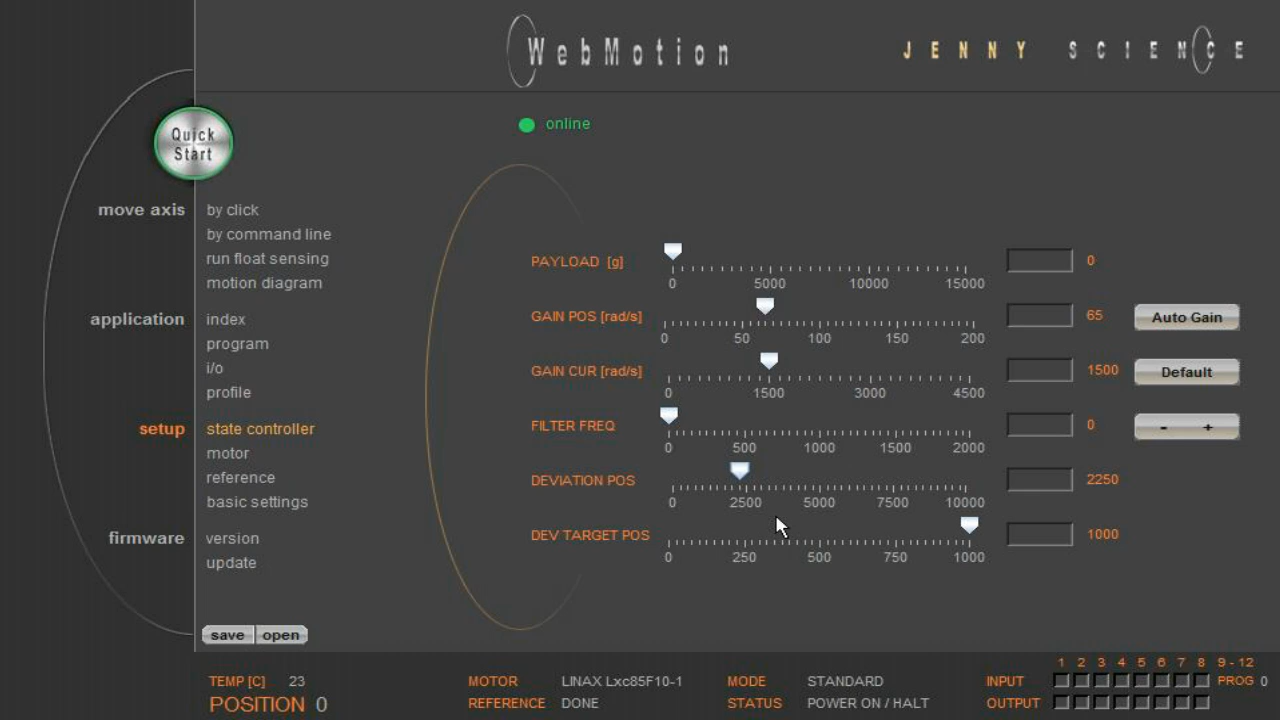 WebMotion
JENNY SCIENCE
Quick
Start
online
move axis
by click
by command line
run float sensing
motion diagram
application
index
program
i/o
profile
setup
state controller
motor
reference
basic settings
firmware
version
update
save open
PAYLOAD [g]
0 5000 10000 15000
0
GAIN POS [rad/s]
0 50 100 150 200
65
Auto Gain
GAIN CUR [rad/s]
0 1500 3000 4500
1500
Default
FILTER FREQ
0 500 1000 1500 2000
0
- +
DEVIATION POS
0 2500 5000 7500 10000
2250
DEV TARGET POS
0 250 500 750 1000
1000
TEMP [C] 23
POSITION 0
MOTOR LINAX Lxc85F10-1
REFERENCE DONE
MODE STANDARD
STATUS POWER ON / HALT
1 2 3 4 5 6 7 8 9 - 12
INPUT PROG 0
OUTPUT